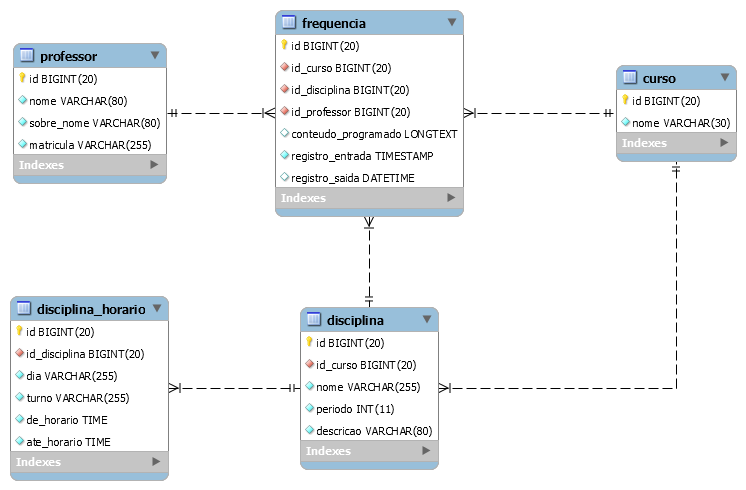 frequencia
id BIGINT(20)
id_curso BIGINT(20)
id_disciplina BIGINT(20)
id_professor BIGINT(20)
conteudo_programado LONGTEXT
registro_entrada TIMESTAMP
registro_saida DATETIME
Indexes
professor
id BIGINT(20)
nome VARCHAR(80)
sobre_nome VARCHAR(80)
matricula VARCHAR(255)
Indexes
curso
id BIGINT(20)
nome VARCHAR(30)
Indexes
disciplina_horario
id BIGINT(20)
id_disciplina BIGINT(20)
dia VARCHAR(255)
turno VARCHAR(255)
de_horario TIME
ate_horario TIME
Indexes
disciplina
id BIGINT(20)
id_curso BIGINT(20)
nome VARCHAR(255)
periodo INT(11)
descricao VARCHAR(80)
Indexes